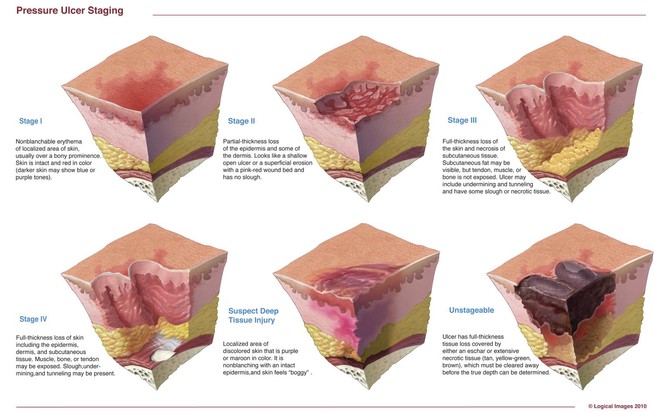 Pressure Ulcer Staging
Stage I
Nonblanchable erythema
of localized area of skin,
usually over a bony prominence.
Skin is intact and red in color
(darker skin may show blue or
purple tones).
Stage II
Partial-thickness loss
of the epidermis and some of
the dermis. Looks like a shallow
open ulcer or a superficial erosion
with a pink-red wound bed and
has no slough.
Stage III
Full-thickness loss of
the skin and necrosis of
subcutaneous tissue.
Subcutaneous fat may be
visible, but tendon, muscle, or
bone is not exposed. Ulcer may
include undermining and tunneling
and have some slough or necrotic tissue.
Stage IV
Full-thickness loss of skin
including the epidermis,
dermis, and subcutaneous
tissue. Muscle, bone, or tendon
may be exposed. Slough,under-
mining,and tunneling may be present.
Suspect Deep
Tissue Injury
Localized area of
discolored skin that is purple
or maroon in color. It is
nonblanching with an intact
epidermis,and skin feels "boggy" .
Unstageable
Ulcer has full-thickness
tissue loss covered by
either an eschar or extensive
necrotic tissue (tan, yellow-green,
brown), which must be cleared away
before the true depth can be determined.
© Logical Images 2010